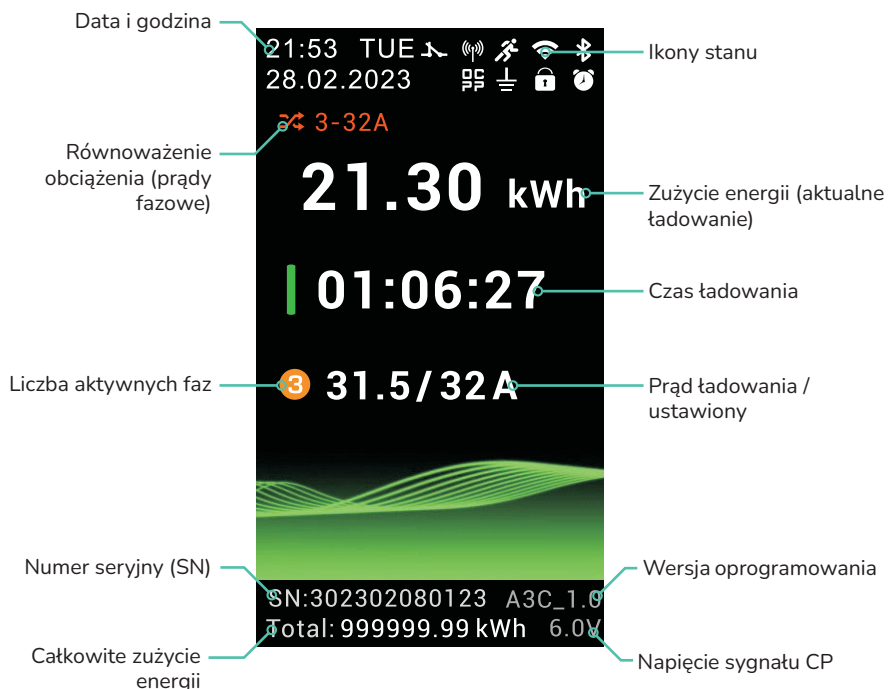 Data i godzina
21:53 TUE
28.02.2023
Ikony stanu
3-32A
Równoważenie
obciążenia (prądy
fazowe)
21.30 kWh
Zużycie energii (aktualne
ładowanie)
01:06:27
Czas ładowania
Liczba aktywnych faz
3 31.5/32A
Prąd ładowania /
ustawiony
Numer seryjny (SN)
SN:302302080123 A3C_1.0
Wersja oprogramowania
Total: 999999.99 kWh 6.0V
Całkowite zużycie
energii
Napięcie sygnału CP